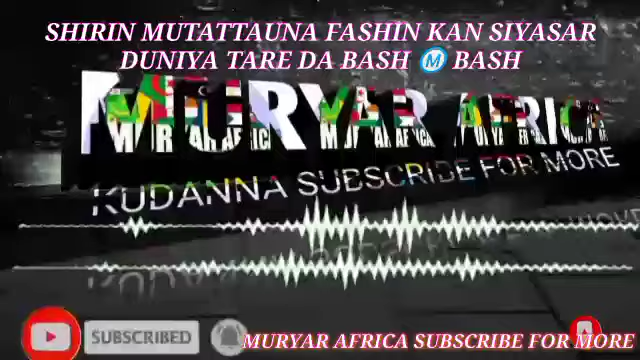 SHIRIN MUTATTAUNA FASHIN KAN SIYASAR
DUNIYA TARE DA BASH M BASH
MURYAR AFRICA
KUDANNA SUBSCRIBE FOR MORE
SUBSCRIBED
MURYAR AFRICA SUBSCRIBE FOR MORE